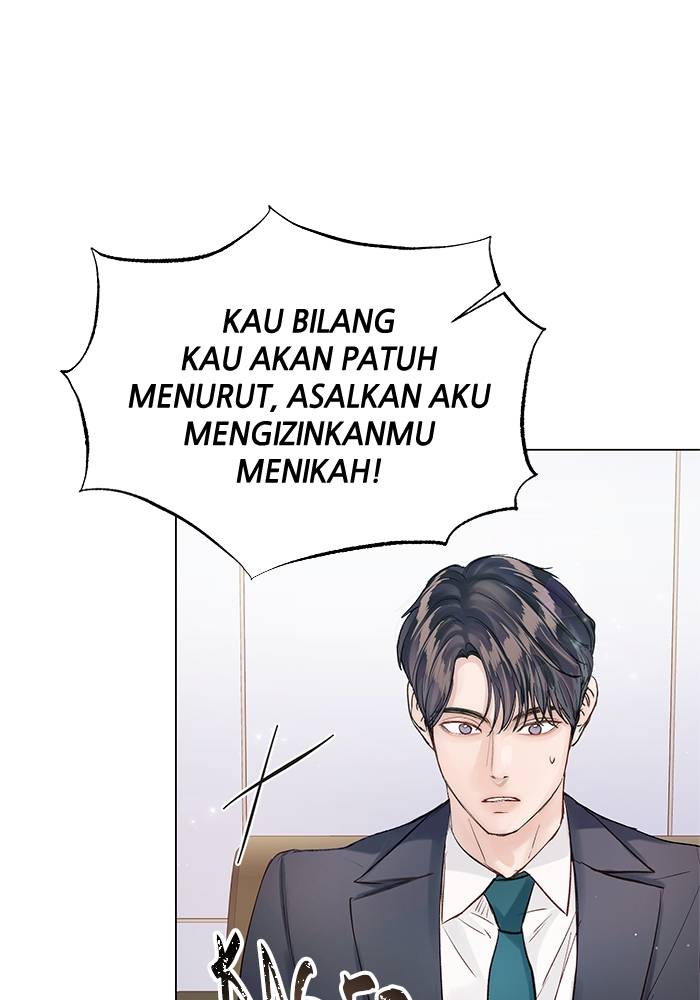 KAU BILANG
KAU AKAN PATUH
MENURUT, ASALKAN AKU
MENGIZINKANMU
MENIKAH!